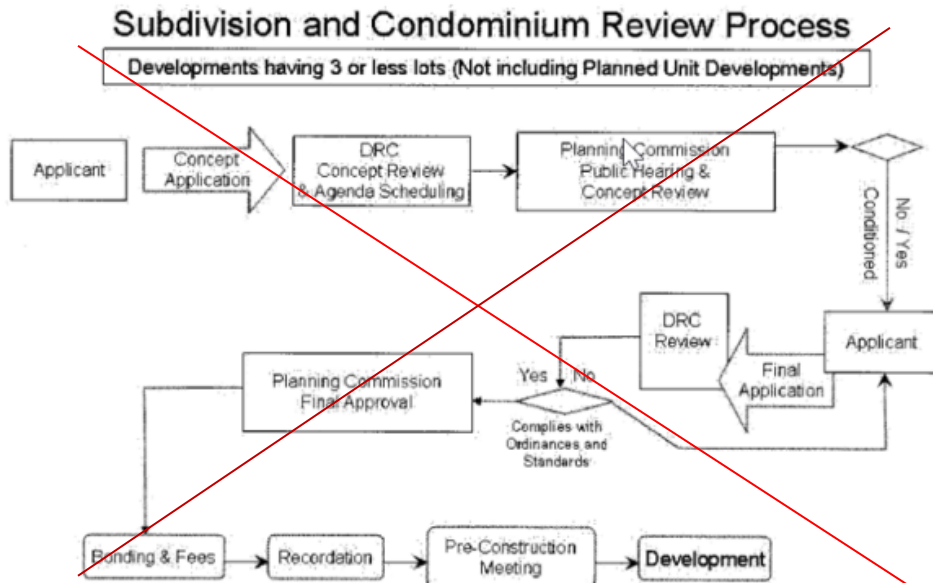 Subdivision and Condominium Review Process
Developments having 3 or less lots (Not including Planned Unit Developments)
Applicant
Concept
Application
DRC
Concept Review
& Agenda Scheduling
Planning Commission
Public Hearing &
Concept Review
No / Yes
Conditioned
Applicant
Final
Application
DRC
Review
Yes No
Complies with
Ordinances and
Standards
Planning Commission
Final Approval
Bonding & Fees
Recordation
Pre-Construction
Meeting
Development